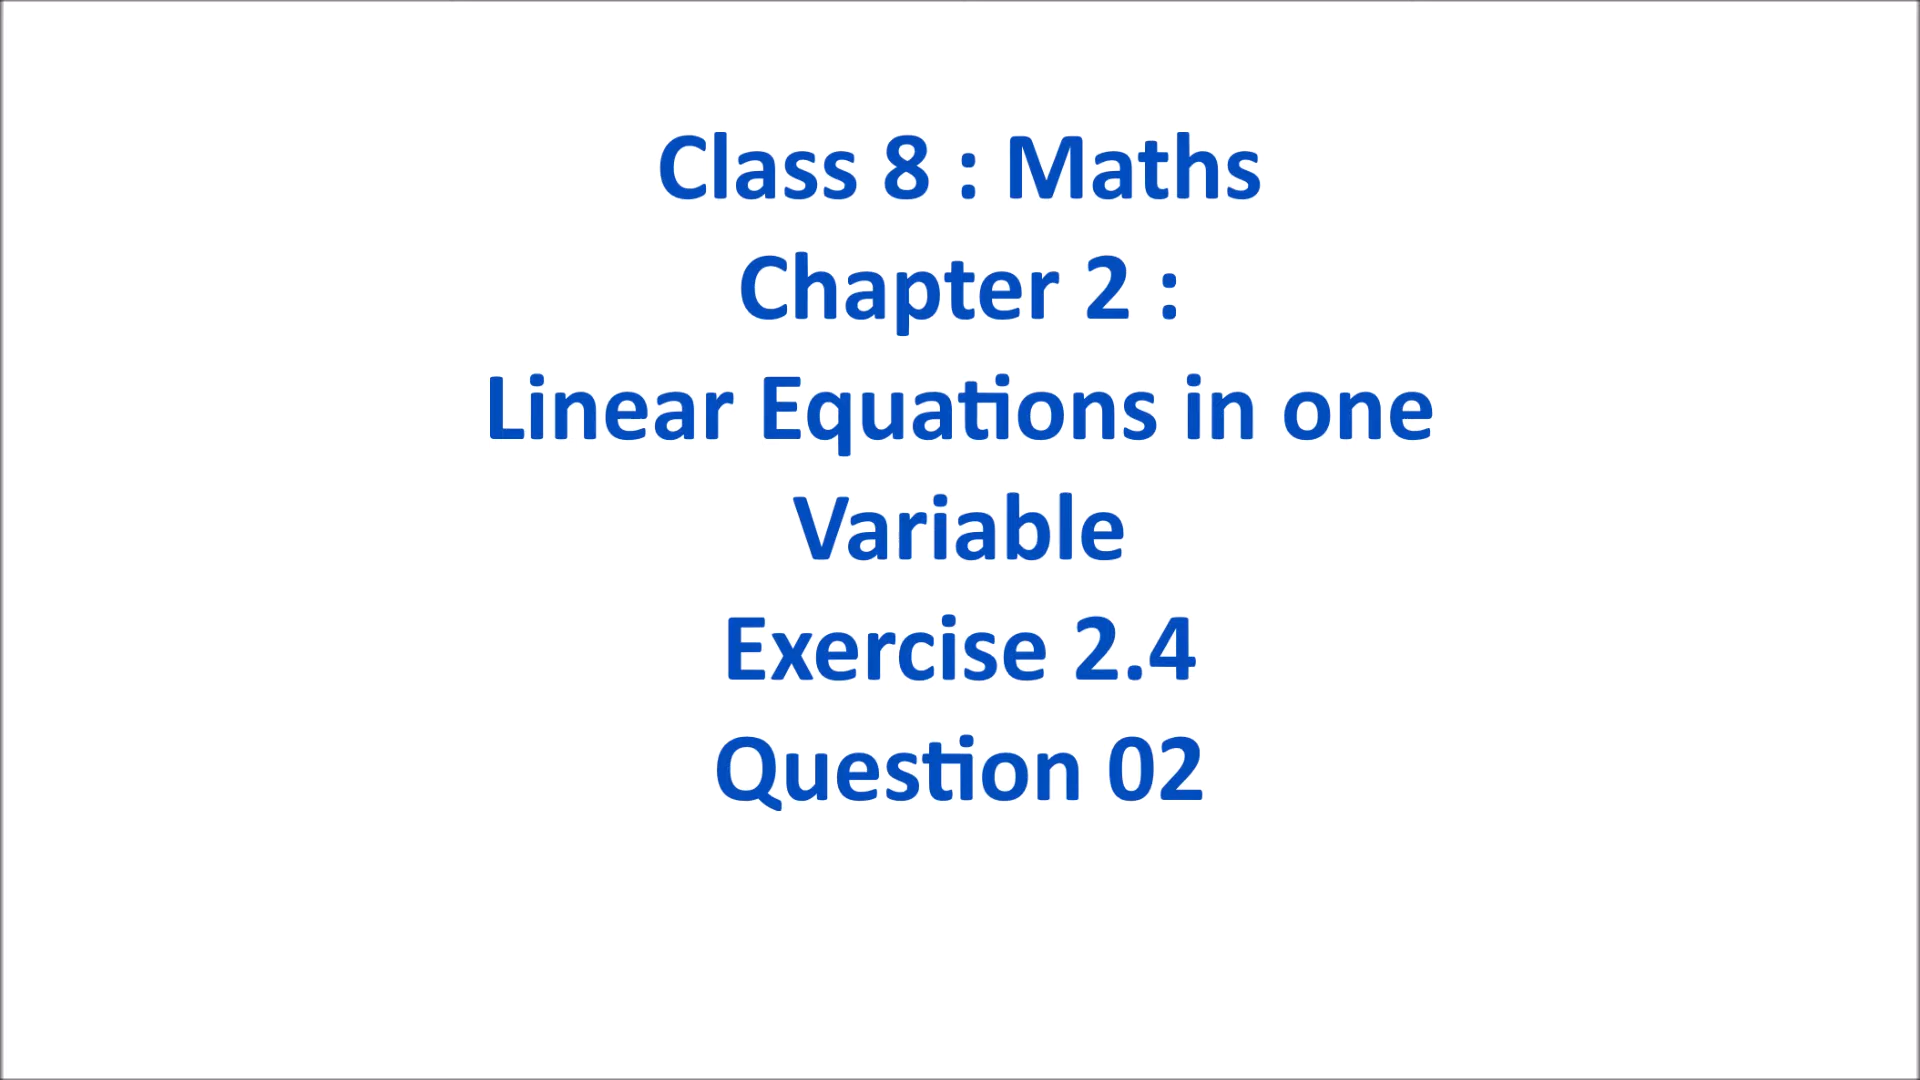 Class 8 : Maths
Chapter 2 :
Linear Equations in one
Variable
Exercise 2.4
Question 02